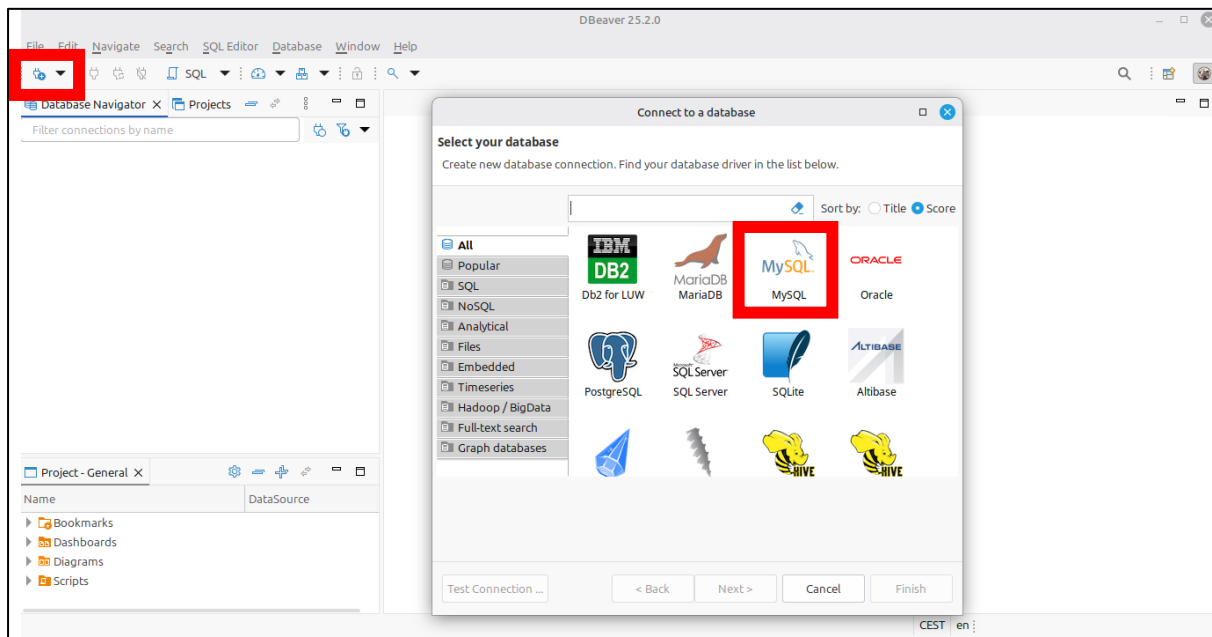 DBeaver 25.2.0
File Edit Navigate Search SQL Editor Database Window Help
SQL
Database Navigator Projects
Filter connections by name
Connect to a database
Select your database
Create new database connection. Find your database driver in the list below.
Sort by: Title Score
All
Popular
SQL
NoSQL
Analytical
Files
Embedded
Timeseries
Hadoop / BigData
Full-text search
Graph databases
IBM
DB2
MariaDB
MySQL
ORACLE
Db2 for LUW MariaDB MySQL Oracle
Microsoft
SQL Server
ALTIBASE
PostgreSQL SQL Server SQLite Altibase
HIVE HIVE
Project - General
Name DataSource
Bookmarks
Dashboards
Diagrams
Scripts
Test Connection ... < Back Next > Cancel Finish
CEST en